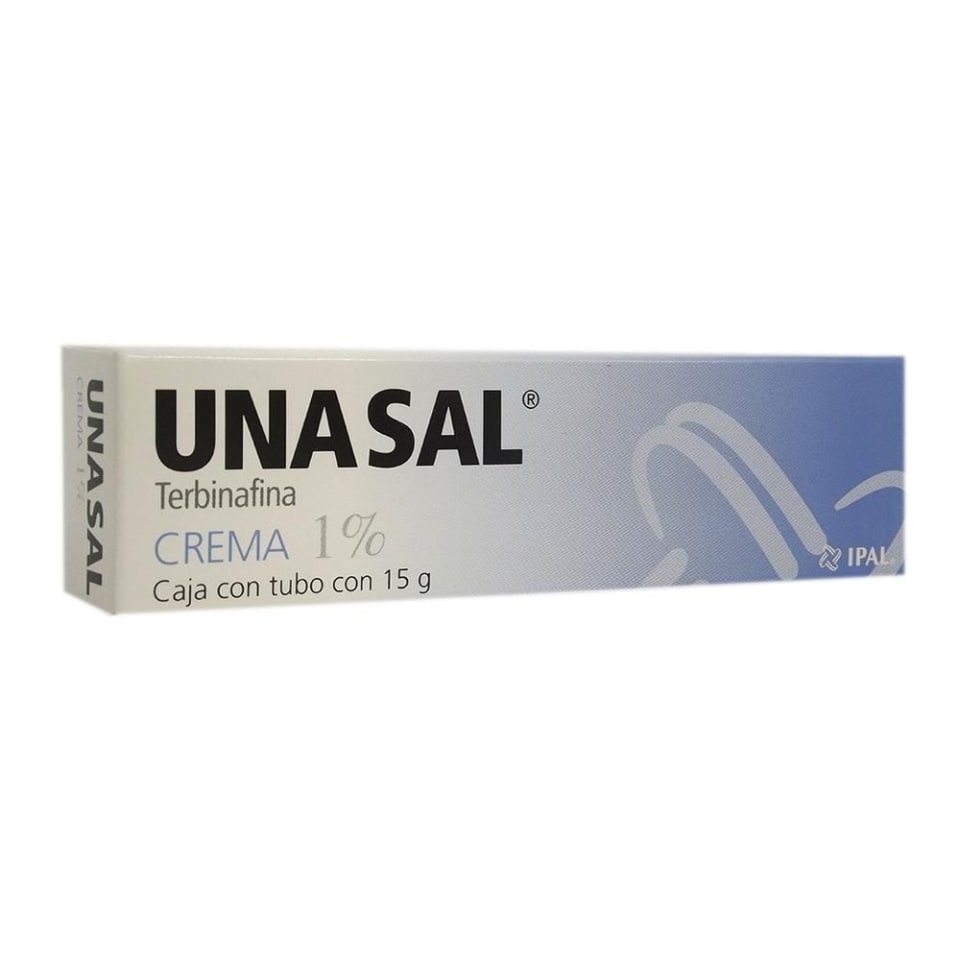 UNASAL®
Terbinafina
CREMA 1%
Caja con tubo con 15 g
IPAL®
UNASAL
CREMA 1%